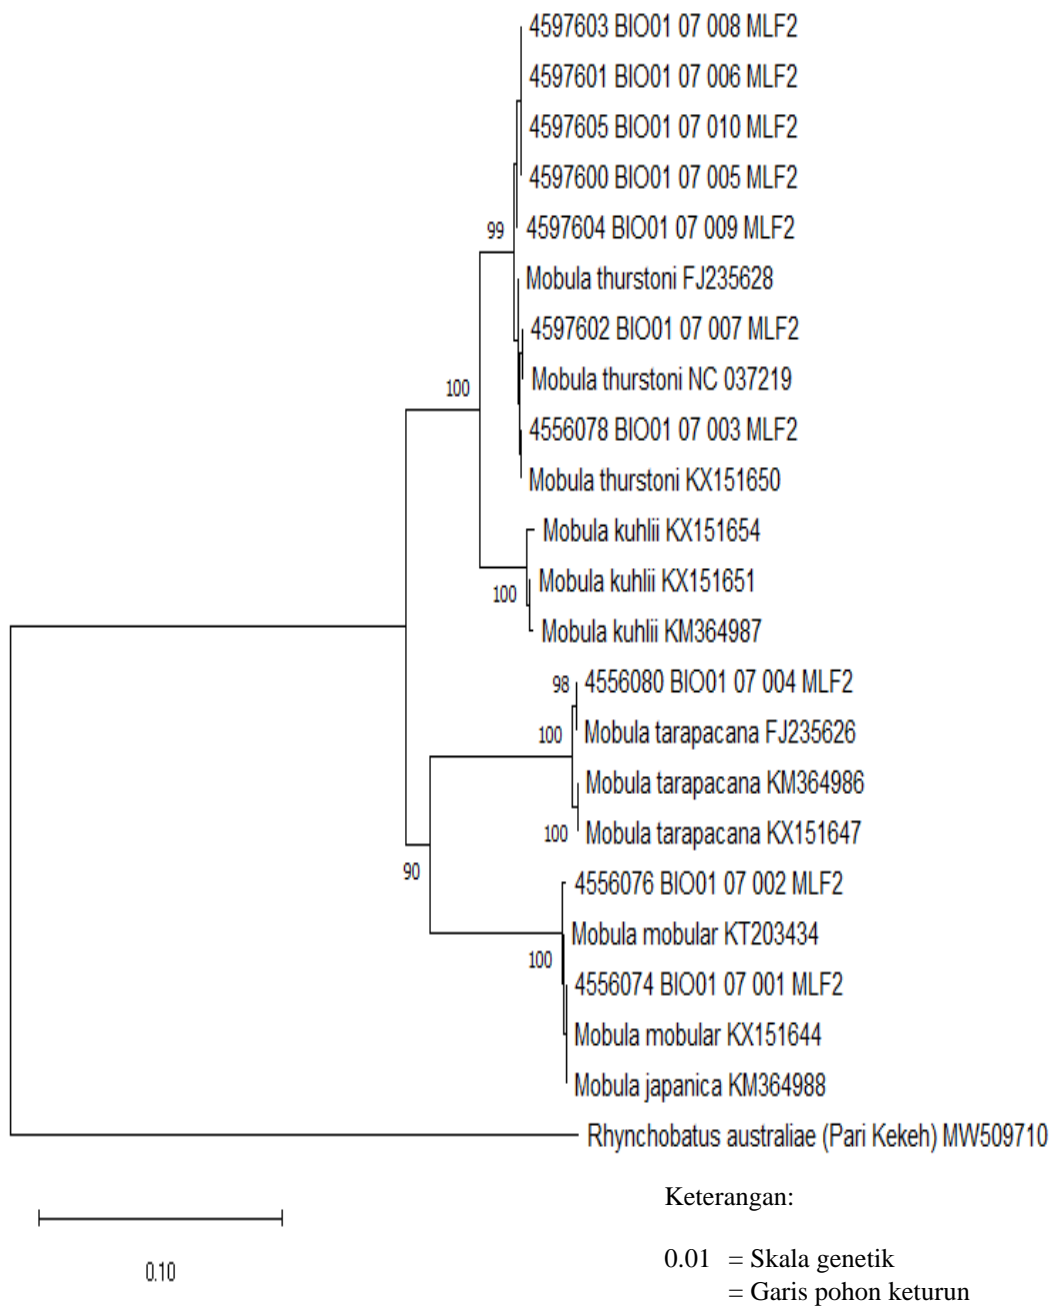 4597603 BIO01 07 008 MLF2
4597601 BIO01 07 006 MLF2
4597605 BIO01 07 010 MLF2
4597600 BIO01 07 005 MLF2
99
4597604 BIO01 07 009 MLF2
Mobula thurstoni FJ235628
4597602 BIO01 07 007 MLF2
Mobula thurstoni NC 037219
100
4556078 BIO01 07 003 MLF2
Mobula thurstoni KX151650
Mobula kuhlii KX151654
Mobula kuhlii KX151651
100
Mobula kuhlii KM364987
98
4556080 BIO01 07 004 MLF2
100
Mobula tarapacana FJ235626
Mobula tarapacana KM364986
100
Mobula tarapacana KX151647
90
4556076 BIO01 07 002 MLF2
Mobula mobular KT203434
100
4556074 BIO01 07 001 MLF2
Mobula mobular KX151644
Mobula japanica KM364988
Rhynchobatus australiae (Pari Kekeh) MW509710
0.10
Keterangan:
0.01 = Skala genetik
= Garis pohon keturun